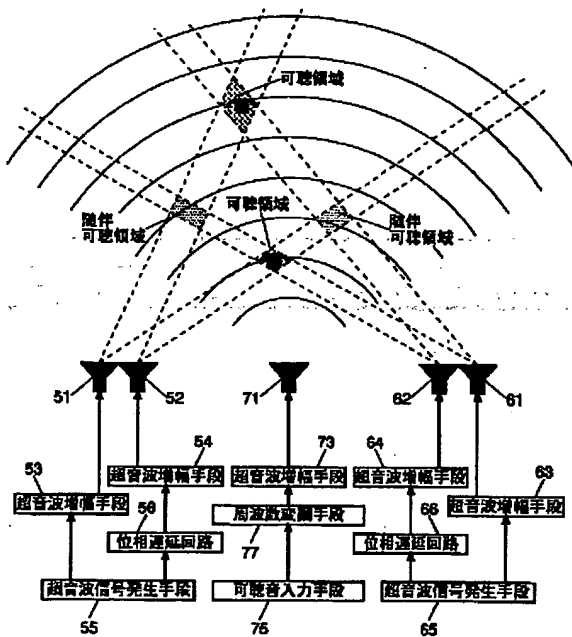 可聴領域
随伴
可聴領域
可聴領域
随伴
可聴領域
51
52
71
62
61
54
73
64
53
超音波増幅手段
超音波増幅手段
超音波増幅手段
63
超音波増幅手段
56
周波数変調手段
66
超音波増幅手段
位相遅延回路
77
位相遅延回路
超音波信号発生手段
可聴音入力手段
超音波信号発生手段
55
75
65